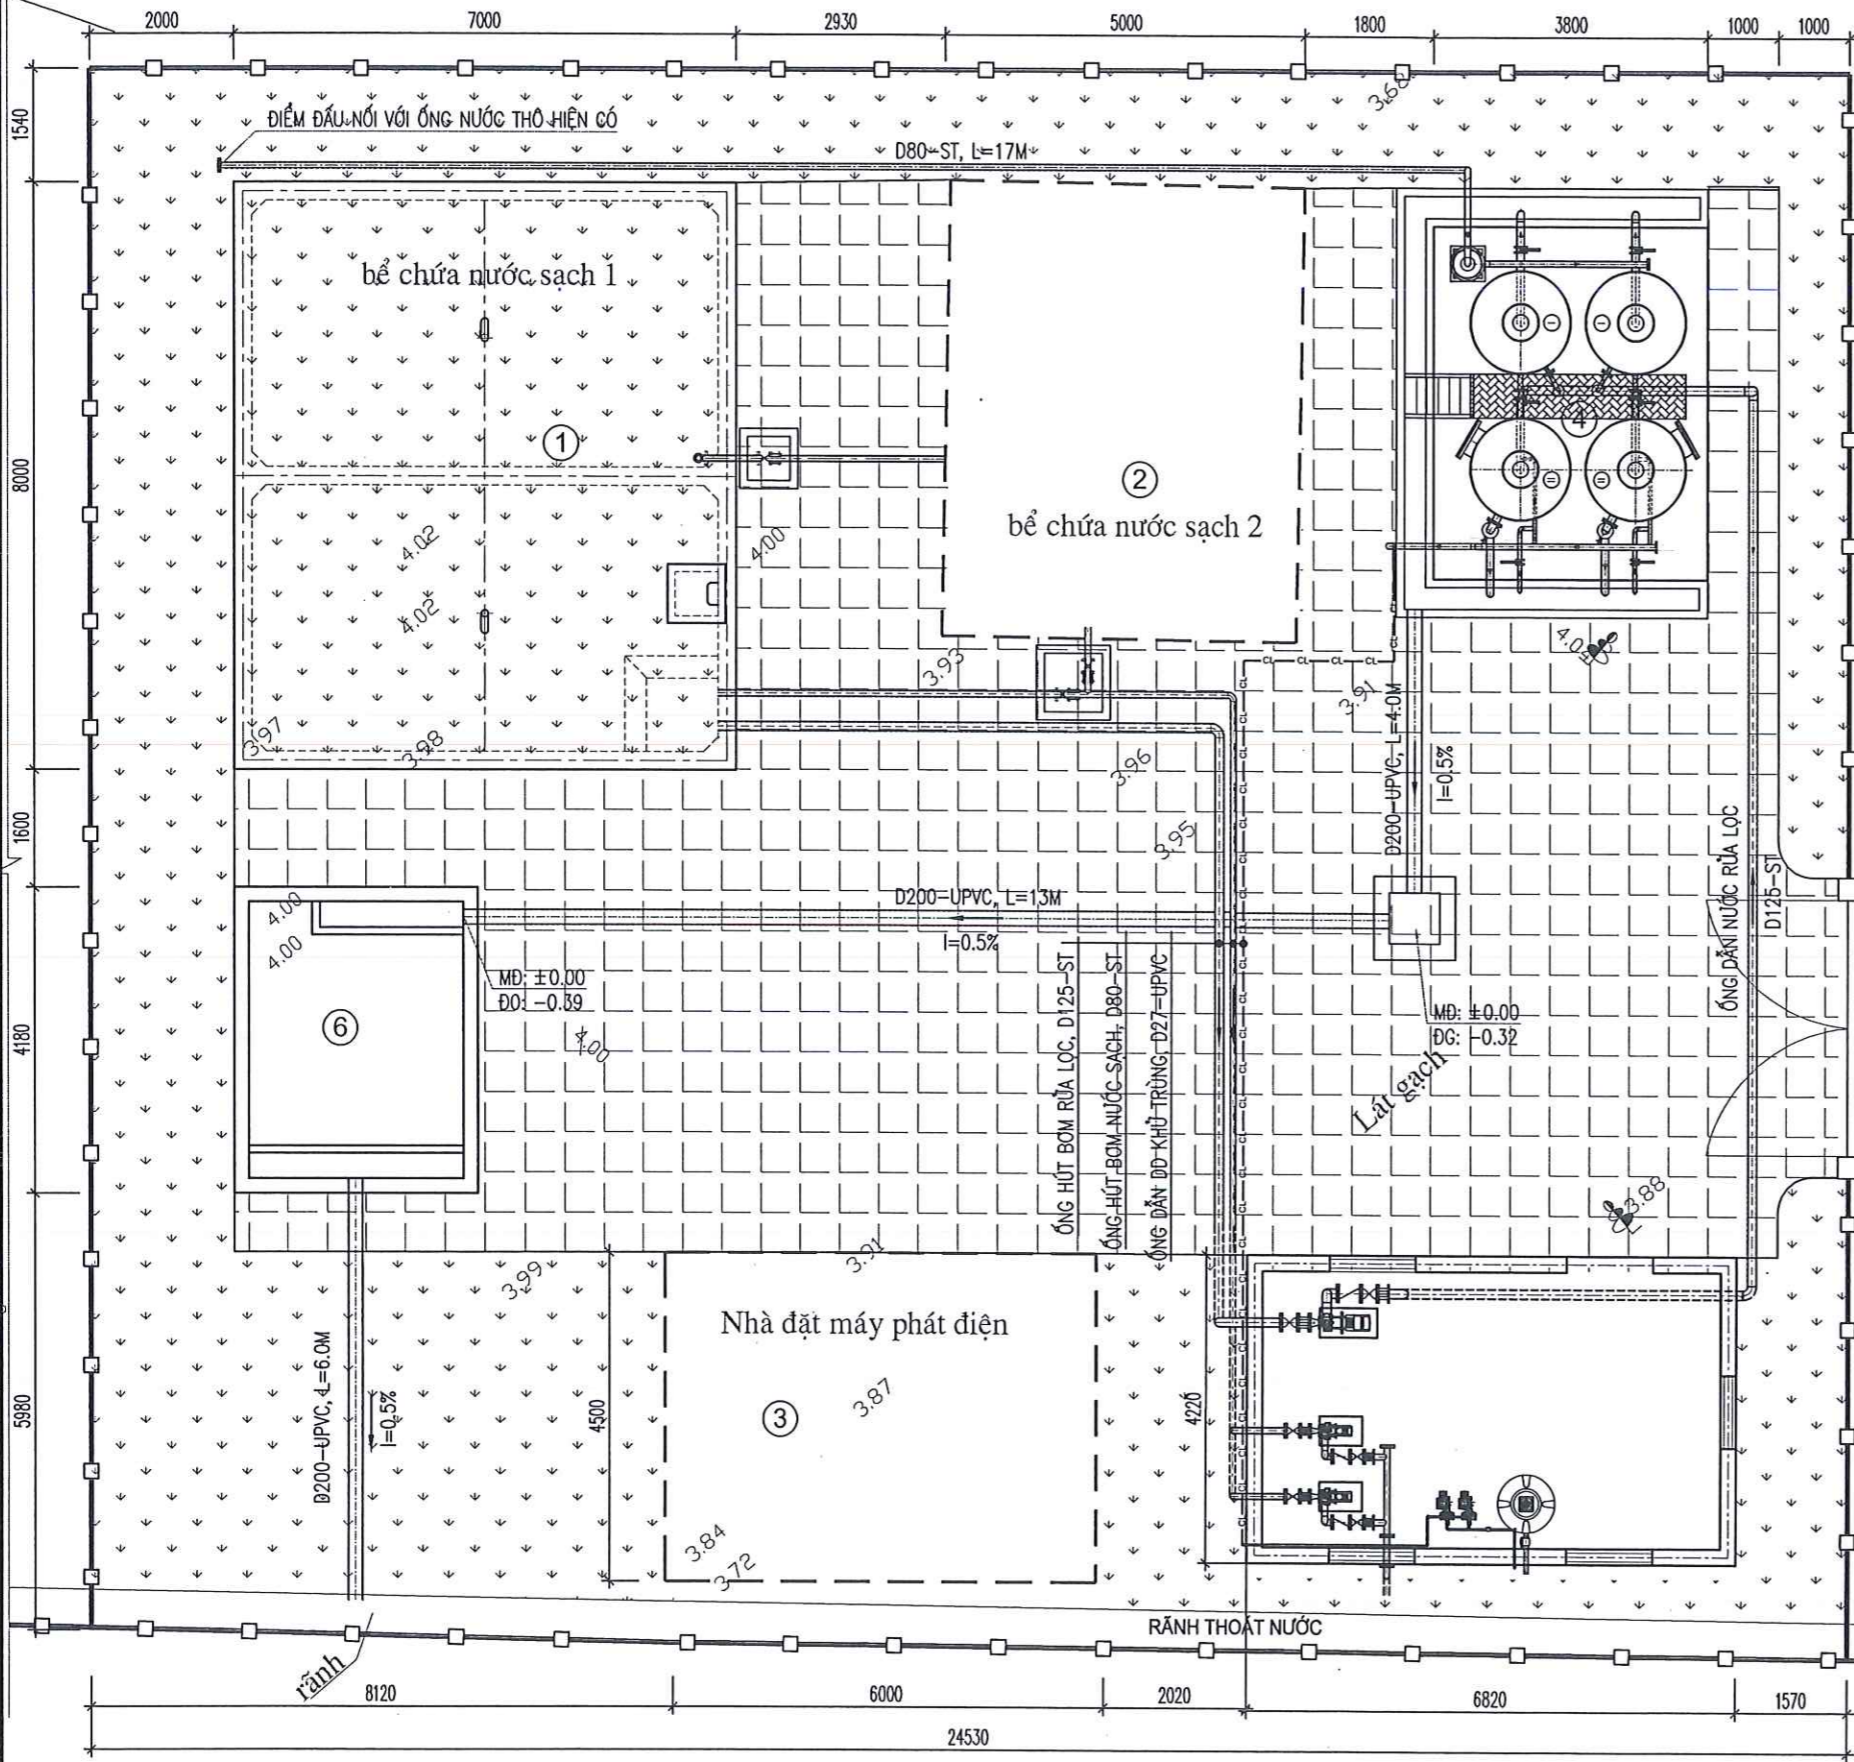 2000
7000
2930
5000
1800
3800
1000
1000
1540
3.68
ĐIỂM ĐẤU NỐI VỚI ỐNG NƯỚC THÔ HIỆN CÓ
D80-ST, L=17M
bể chứa nước sạch 1
1
4
8000
2
bể chứa nước sạch 2
4.02
4.00
4.02
4.04
3.93
3.91
3.97
3.98
3.96
D200-UPVC, L=4.0M
I=0.5%
1600
3.95
ỐNG DẪN NƯỚC RỬA LỌC
D125-ST
4.00
4.00
D200-UPVC, L=13M
I=0.5%
MĐ: ±0.00
ĐO: -0.39
MĐ: ±0.00
ĐG: -0.32
6
4180
4.00
ỐNG HÚT BƠM RỬA LỌC, D125-ST
ỐNG HÚT BƠM NƯỚC SẠCH, D80-ST
ỐNG DẪN DD KHỬ TRÙNG, D27-UPVC
CL CL CL CL
Lát gạch
3.88
3.91
3.99
Nhà đặt máy phát điện
3
3.87
5980
D200-UPVC, L=6.0M
I=0.5%
4500
4220
3.84
3.72
RÃNH THOÁT NƯỚC
rãnh
8120
6000
2020
6820
1570
24530